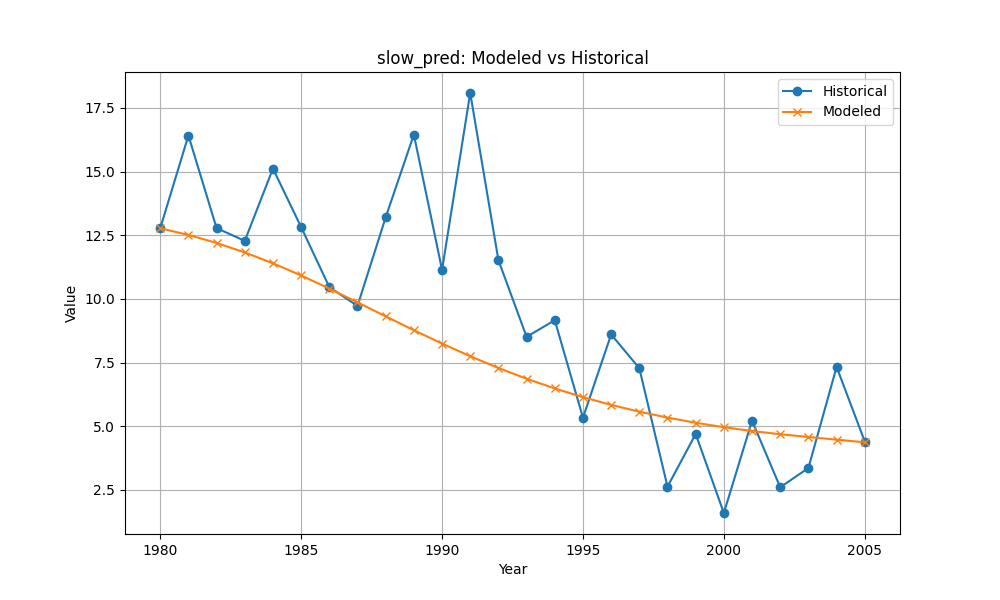 slow_pred: Modeled vs Historical
Historical
Modeled
17.5
15.0
12.5
10.0
7.5
5.0
2.5
Value
1980 1985 1990 1995 2000 2005
Year